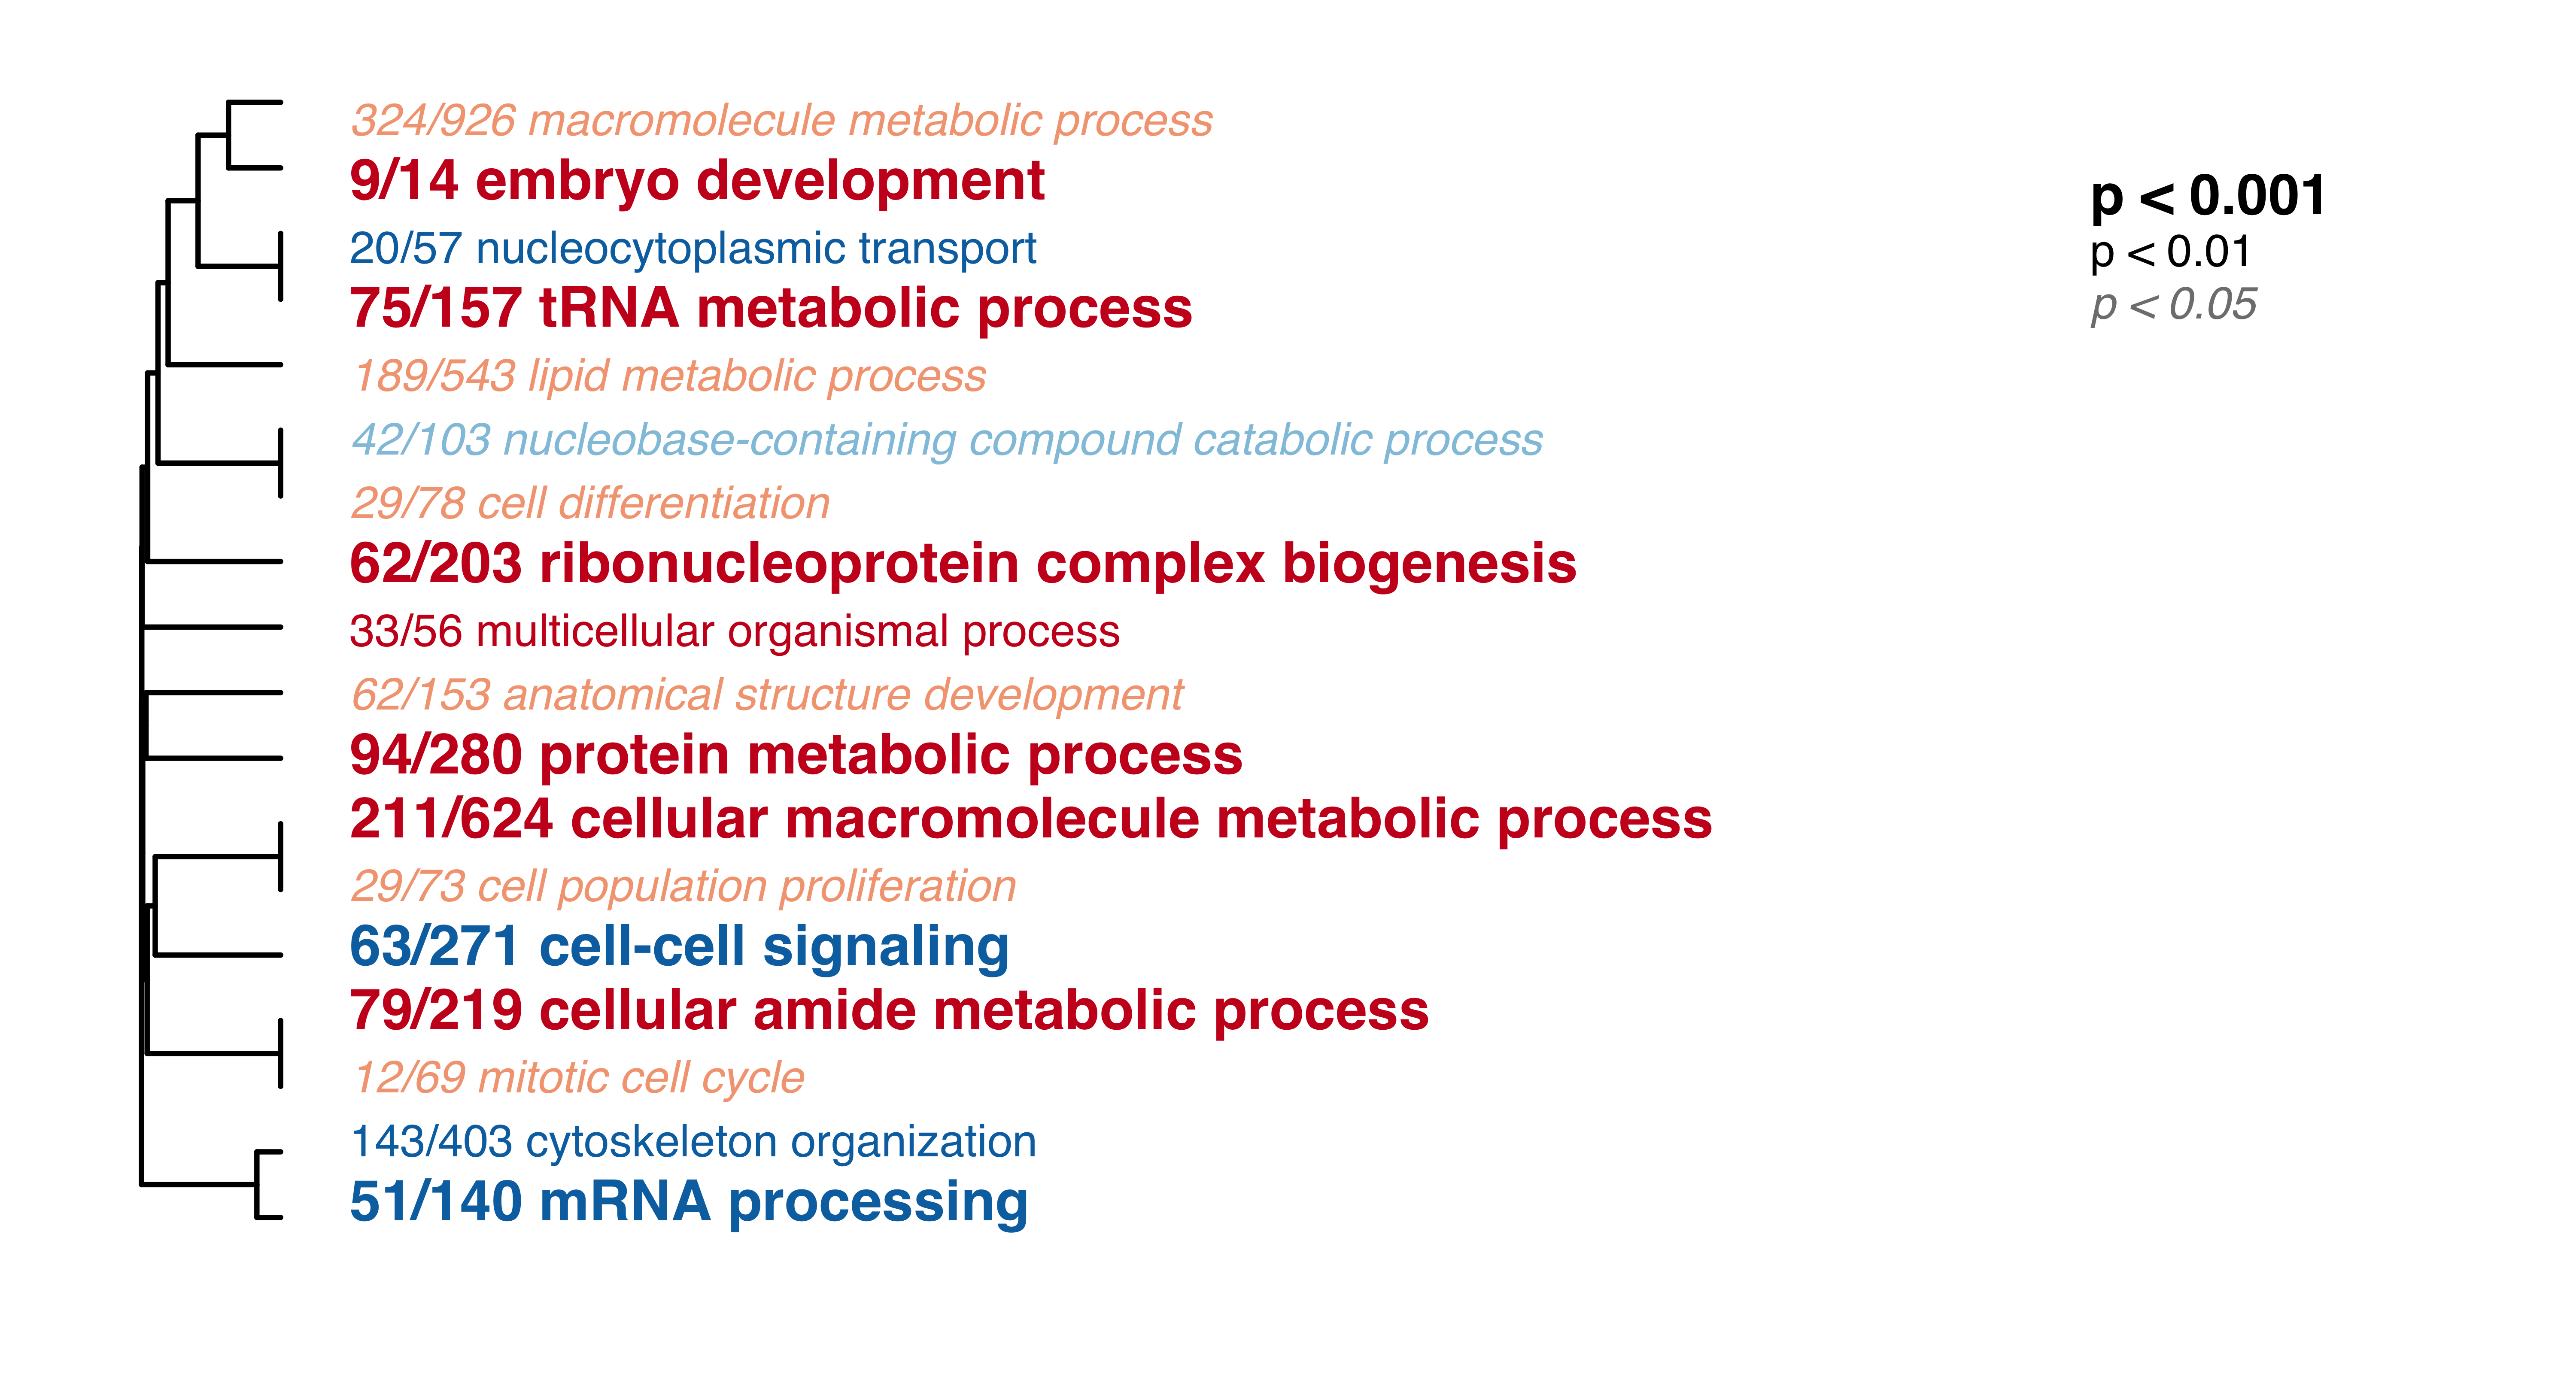 324/926 macromolecule metabolic process
9/14 embryo development
20/57 nucleocytoplasmic transport
75/157 tRNA metabolic process
189/543 lipid metabolic process
42/103 nucleobase-containing compound catabolic process
29/78 cell differentiation
62/203 ribonucleoprotein complex biogenesis
33/56 multicellular organismal process
62/153 anatomical structure development
94/280 protein metabolic process
211/624 cellular macromolecule metabolic process
29/73 cell population proliferation
63/271 cell-cell signaling
79/219 cellular amide metabolic process
12/69 mitotic cell cycle
143/403 cytoskeleton organization
51/140 mRNA processing
p < 0.001
p < 0.01
p < 0.05